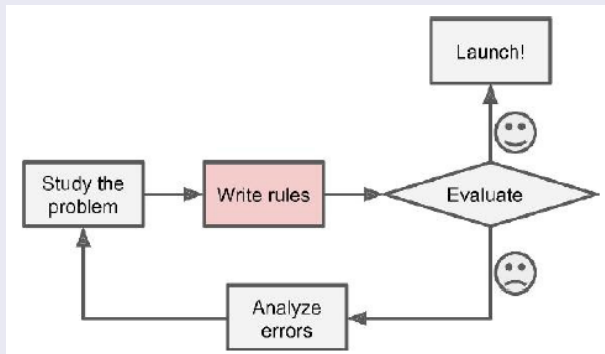 Launch!
Study the
problem
Write rules
Evaluate
Analyze
errors